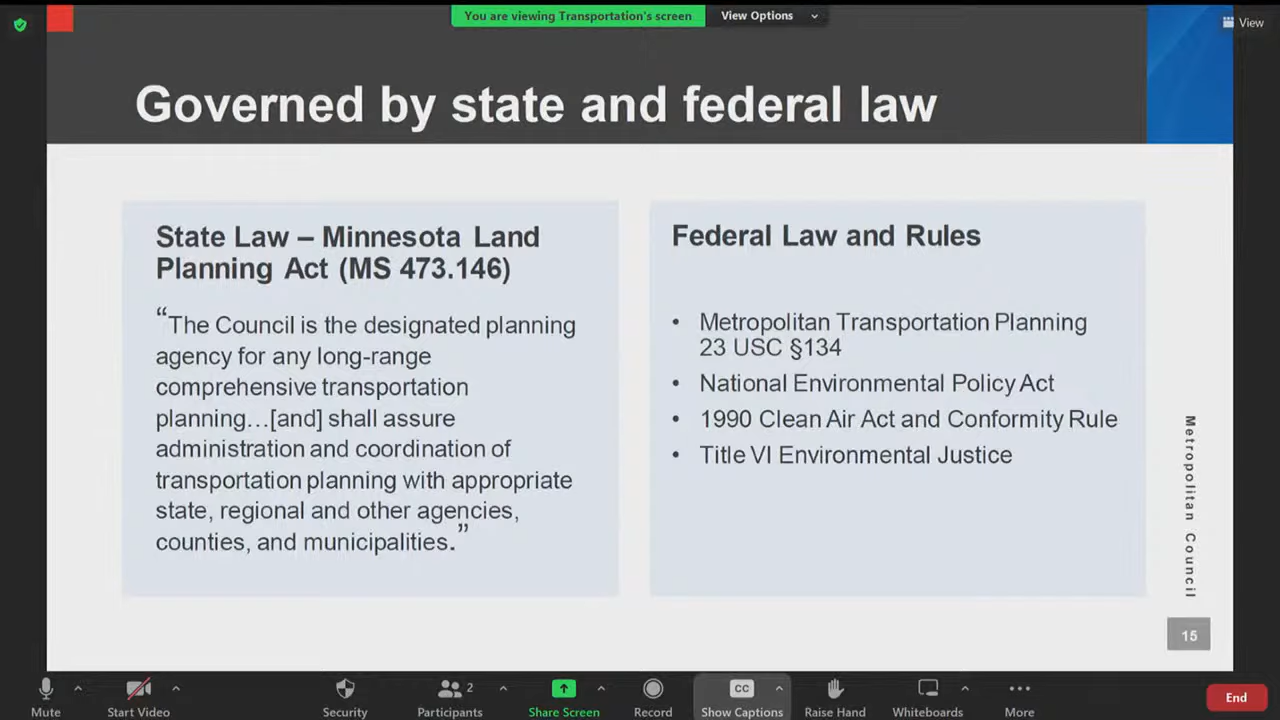 You are viewing Transportation's screen
View Options
View
Governed by state and federal law
State Law – Minnesota Land
Planning Act (MS 473.146)
“The Council is the designated planning
agency for any long-range
comprehensive transportation
planning…[and] shall assure
administration and coordination of
transportation planning with appropriate
state, regional and other agencies,
counties, and municipalities.”
Federal Law and Rules
• Metropolitan Transportation Planning
23 USC §134
• National Environmental Policy Act
• 1990 Clean Air Act and Conformity Rule
• Title VI Environmental Justice
Metropolitan Council
15
Mute
Start Video
Security
Participants
2
Share Screen
Record
CC
Show Captions
Raise Hand
Whiteboards
More
End